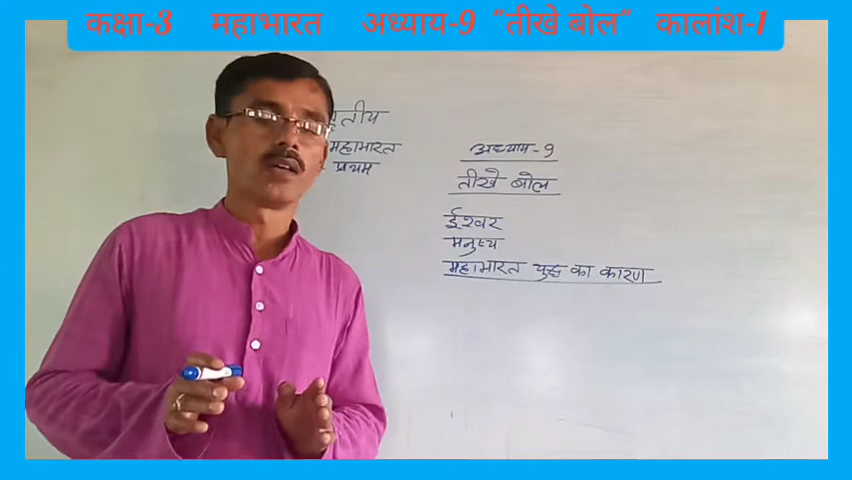 कक्षा-3 महाभारत अध्याय-9 "तीखे बोल" कालांश-1
तृतीय
महाभारत
प्रथम
अध्याय-9
तीखे बोल
ईश्वर
मनुष्य
महाभारत युद्ध का कारण